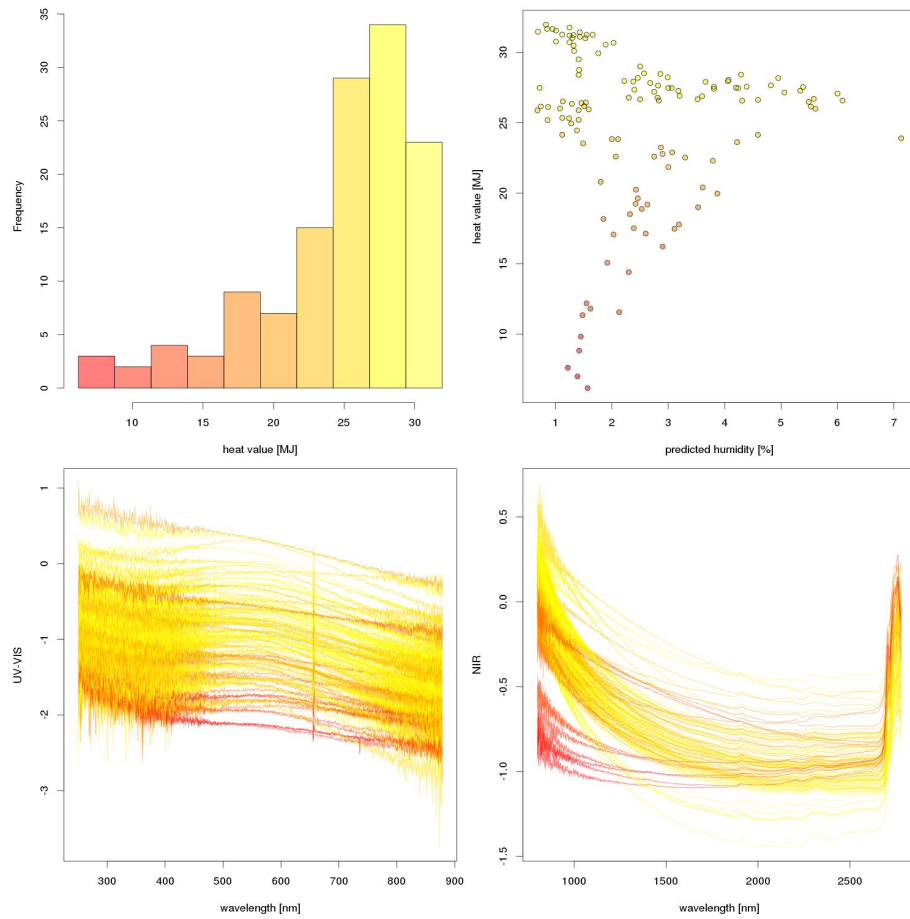 35
30
25
20
15
10
5
0
Frequency
10 15 20 25 30
heat value [MJ]
30
25
20
15
10
heat value [MJ]
1 2 3 4 5 6 7
predicted humidity [%]
1
0
-1
-2
-3
UV-VIS
300 400 500 600 700 800 900
wavelength [nm]
0.5
0.0
-0.5
-1.0
-1.5
NIR
1000 1500 2000 2500
wavelength [nm]